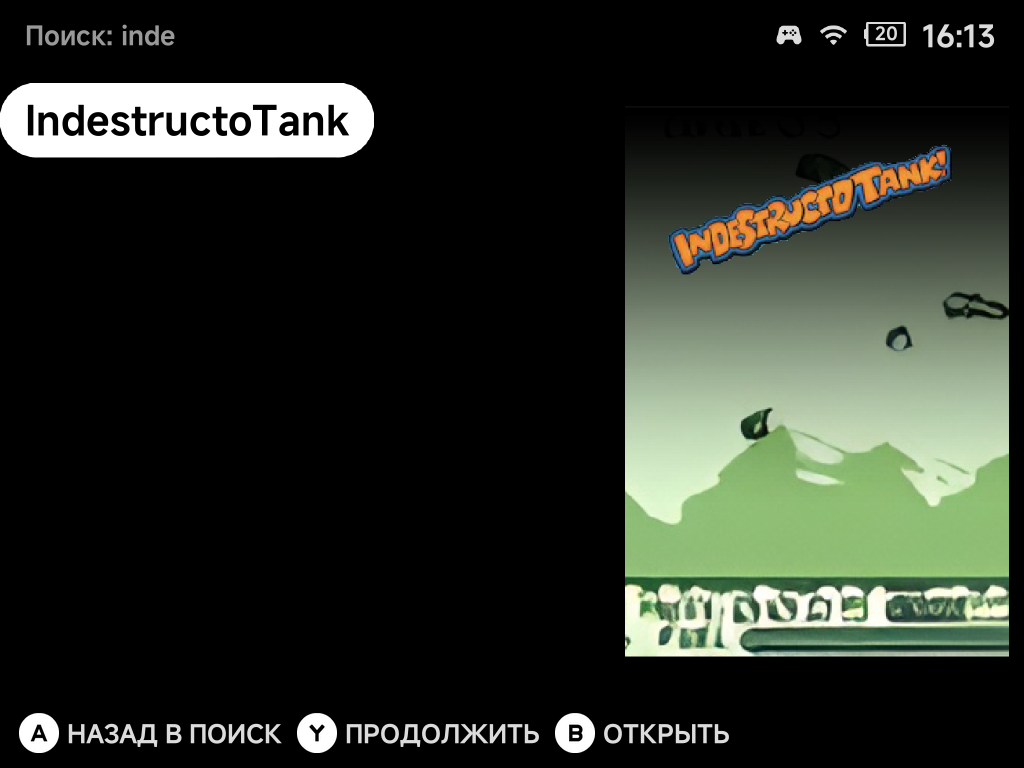 Поиск: inde
20 16:13
IndestructoTank
INDESTRUCTOTANK!
A НАЗАД В ПОИСК Y ПРОДОЛЖИТЬ B ОТКРЫТЬ